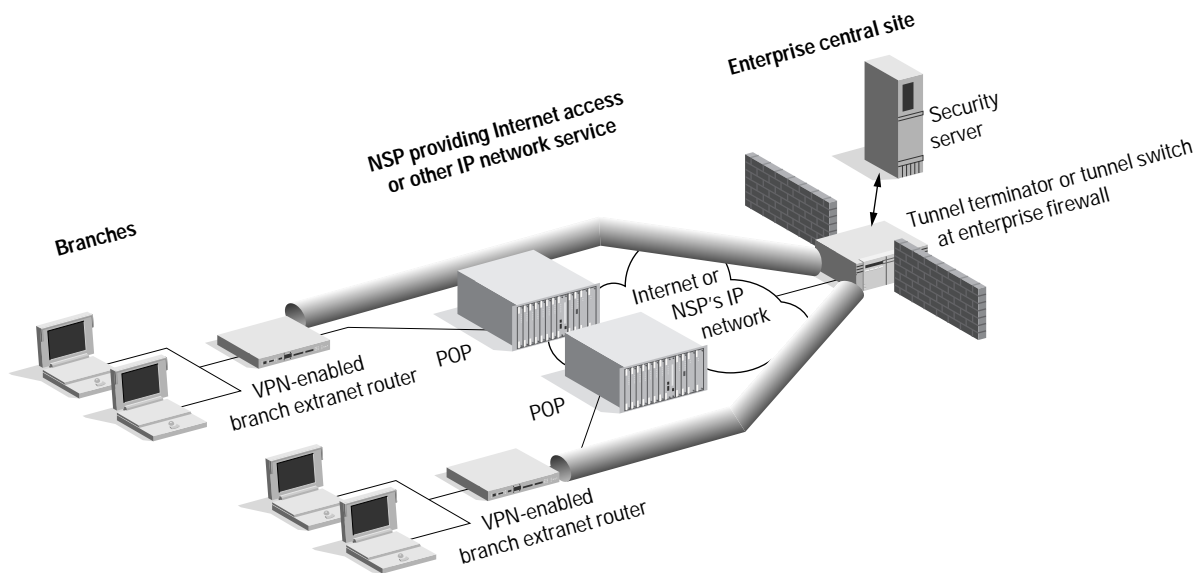 Enterprise central site
Security
server
NSP providing Internet access
or other IP network service
Tunnel terminator or tunnel switch
at enterprise firewall
Branches
Internet or
NSP's IP
network
POP
VPN-enabled
branch extranet router
POP
VPN-enabled
branch extranet router